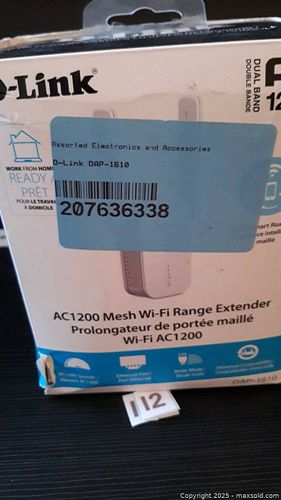 D-Link
DUAL BAND
DOUBLE BANDE
Assorted Electronics and Accessories
D-Link DAP-1610
207636338
WORK FROM HOME
READY
PRÊT
POUR LE TRAVAIL
À DOMICILE
maillé
AC1200 Mesh Wi-Fi Range Extender
Prolongateur de portée maillé
Wi-Fi AC1200
DAP-1610
112
Copyright 2025 - maxsold.com